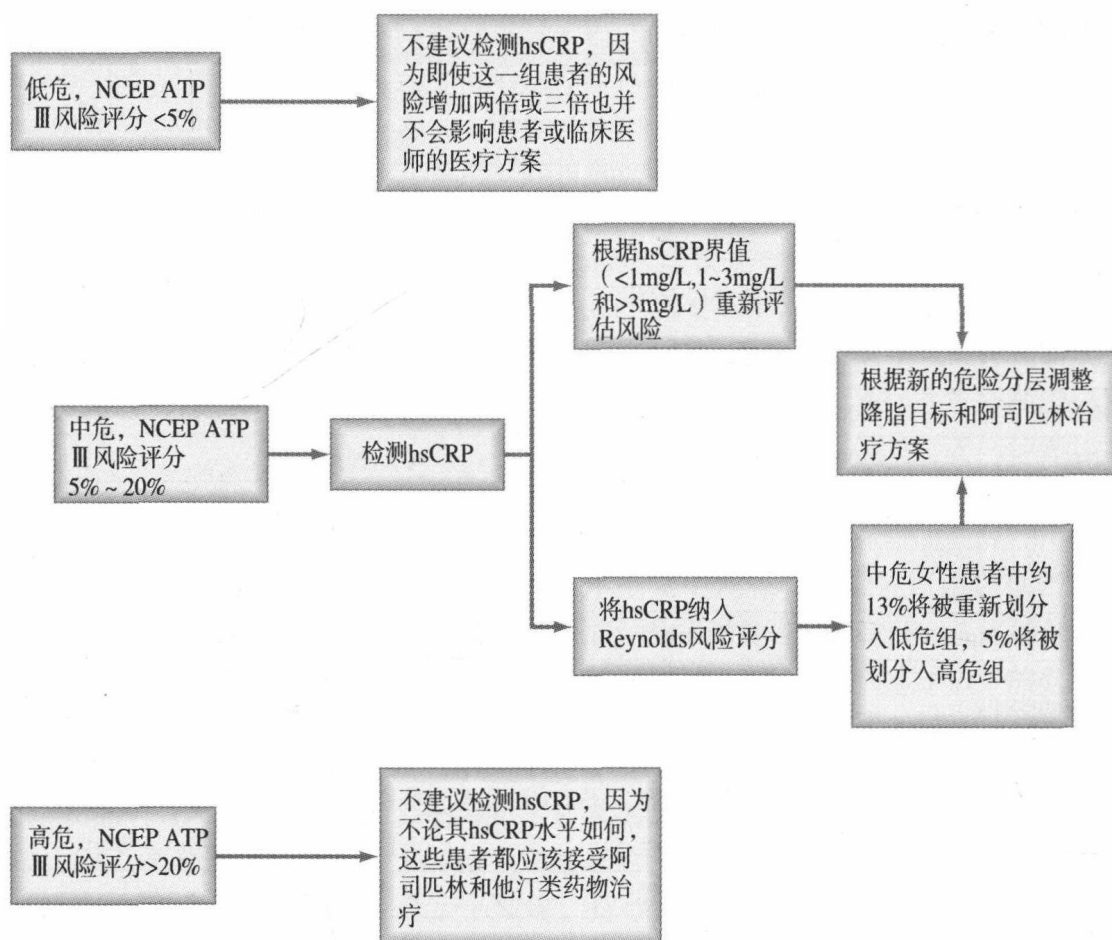 低危，NCEP ATP
Ⅲ风险评分 <5%
不建议检测hsCRP，因
为即使这一组患者的风
险增加两倍或三倍也并
不会影响患者或临床医
师的医疗方案
中危，NCEP ATP
Ⅲ风险评分
5%～20%
检测hsCRP
根据hsCRP界值
（<1mg/L,1~3mg/L
和>3mg/L）重新评
估风险
将hsCRP纳入
Reynolds风险评分
根据新的危险分层调整
降脂目标和阿司匹林治
疗方案
中危女性患者中约
13%将被重新划分
入低危组，5%将被
划分入高危组
高危，NCEP ATP
Ⅲ风险评分>20%
不建议检测hsCRP，因为
不论其hsCRP水平如何，
这些患者都应该接受阿
司匹林和他汀类药物治
疗